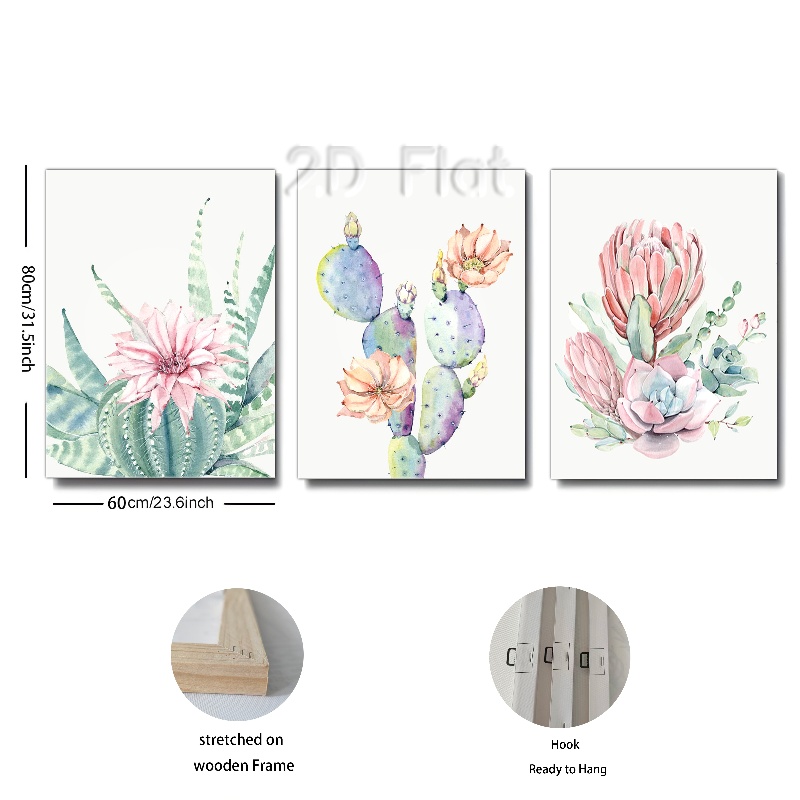 2D Flat
80cm/31.5inch
60cm/23.6inch
stretched on
wooden Frame
Hook
Ready to Hang